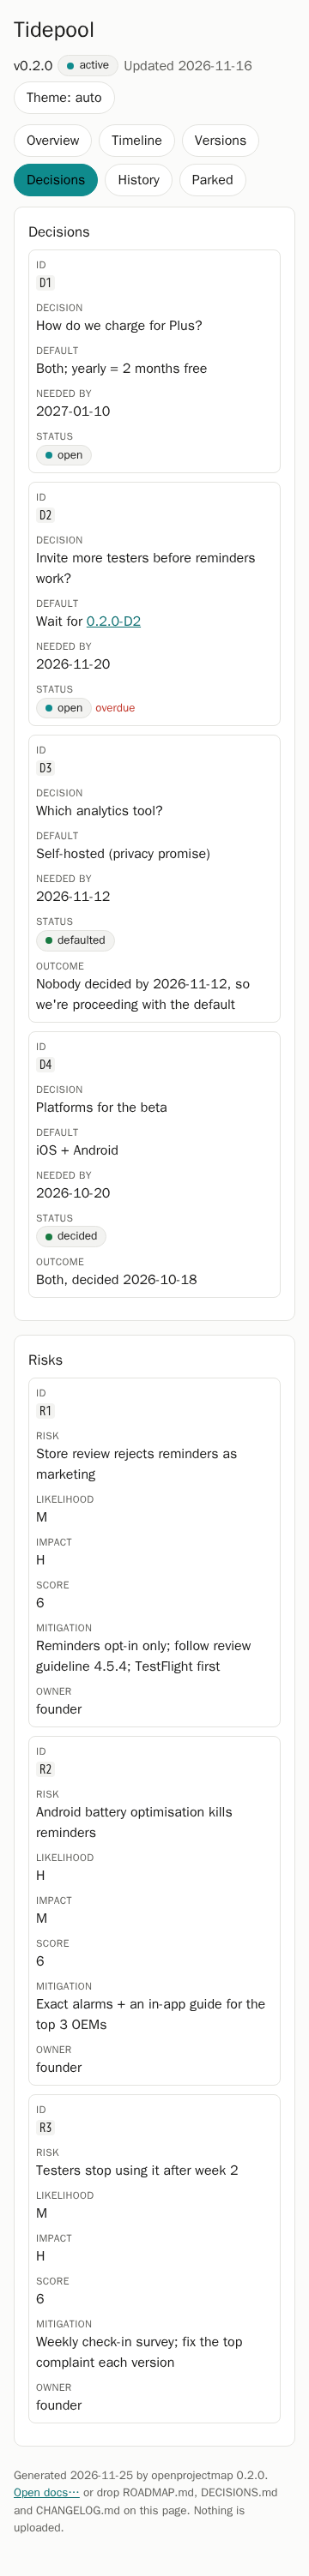 Tidepool
v0.2.0 active Updated 2026-11-16
Theme: auto
Overview Timeline Versions
Decisions History Parked
Decisions
ID
D1
DECISION
How do we charge for Plus?
DEFAULT
Both; yearly = 2 months free
NEEDED BY
2027-01-10
STATUS
open
ID
D2
DECISION
Invite more testers before reminders
work?
DEFAULT
Wait for 0.2.0-D2
NEEDED BY
2026-11-20
STATUS
open overdue
ID
D3
DECISION
Which analytics tool?
DEFAULT
Self-hosted (privacy promise)
NEEDED BY
2026-11-12
STATUS
defaulted
OUTCOME
Nobody decided by 2026-11-12, so
we're proceeding with the default
ID
D4
DECISION
Platforms for the beta
DEFAULT
iOS + Android
NEEDED BY
2026-10-20
STATUS
decided
OUTCOME
Both, decided 2026-10-18
Risks
ID
R1
RISK
Store review rejects reminders as
marketing
LIKELIHOOD
M
IMPACT
H
SCORE
6
MITIGATION
Reminders opt-in only; follow review
guideline 4.5.4; TestFlight first
OWNER
founder
ID
R2
RISK
Android battery optimisation kills
reminders
LIKELIHOOD
H
IMPACT
M
SCORE
6
MITIGATION
Exact alarms + an in-app guide for the
top 3 OEMs
OWNER
founder
ID
R3
RISK
Testers stop using it after week 2
LIKELIHOOD
M
IMPACT
H
SCORE
6
MITIGATION
Weekly check-in survey; fix the top
complaint each version
OWNER
founder
Generated 2026-11-25 by openprojectmap 0.2.0.
Open docs… or drop ROADMAP.md, DECISIONS.md
and CHANGELOG.md on this page. Nothing is
uploaded.